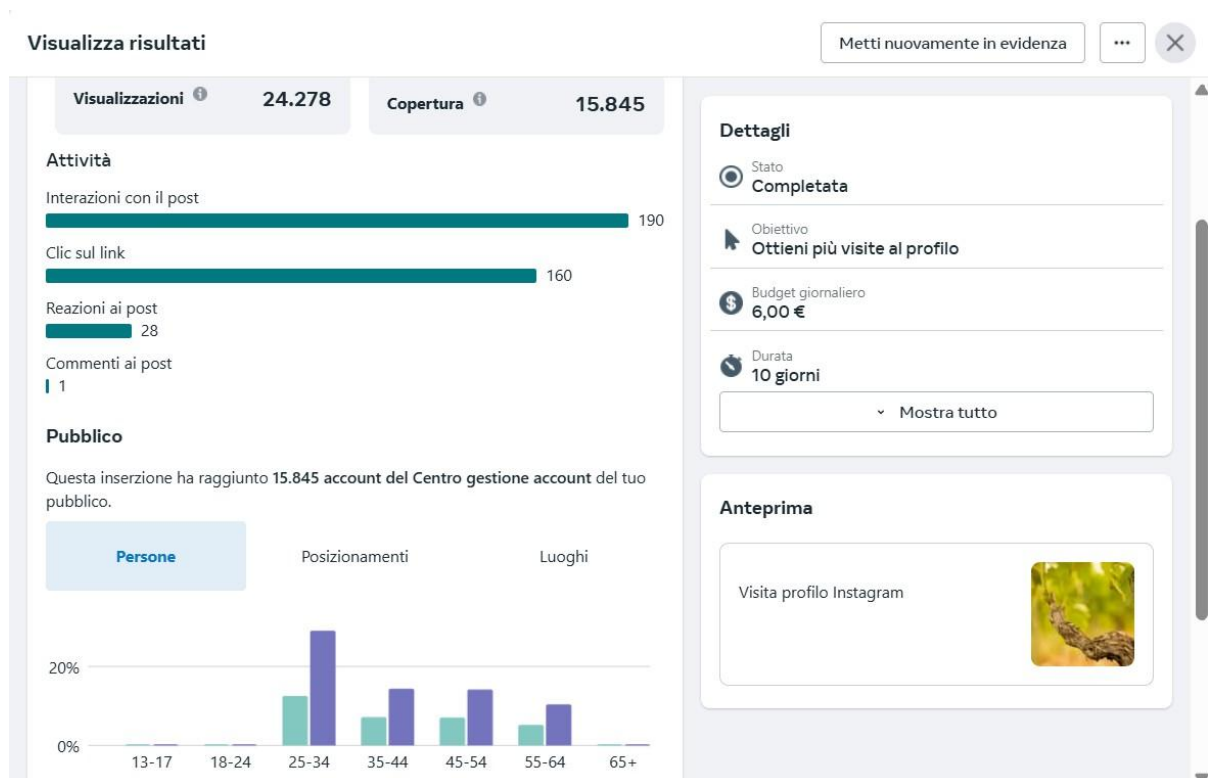 Visualizza risultati
Metti nuovamente in evidenza
...
Visualizzazioni 24.278
Copertura 15.845
Attività
Interazioni con il post
190
Clic sul link
160
Reazioni ai post
28
Commenti ai post
1
Pubblico
Questa inserzione ha raggiunto 15.845 account del Centro gestione account del tuo
pubblico.
Persone Posizionamenti Luoghi
20%
0%
13-17 18-24 25-34 35-44 45-54 55-64 65+
Dettagli
Stato
Completata
Obiettivo
Ottieni più visite al profilo
Budget giornaliero
6,00 €
Durata
10 giorni
Mostra tutto
Anteprima
Visita profilo Instagram